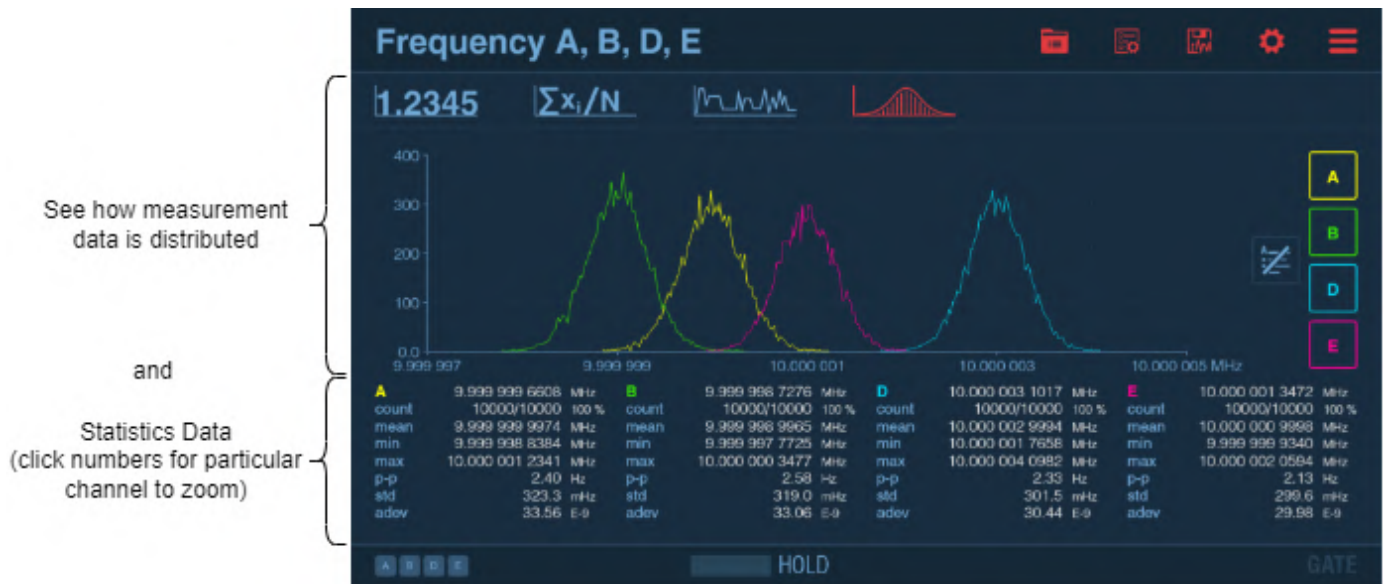 Frequency A, B, D, E
1.2345
∑xᵢ/N
See how measurement
data is distributed
and
Statistics Data
(click numbers for particular
channel to zoom)
400
300
200
100
0.0
9.999 997 9.999 999 10.000 001 10.000 003 10.000 005 MHz
A
B
D
E
A 9.999 999 6608 MHz B 9.999 998 7276 MHz D 10.000 003 1017 MHz E 10.000 001 3472 MHz
count 10000/10000 100 % count 10000/10000 100 % count 10000/10000 100 % count 10000/10000 100 %
mean 9.999 999 9974 MHz mean 9.999 998 9965 MHz mean 10.000 002 9994 MHz mean 10.000 000 9998 MHz
min 9.999 998 8384 MHz min 9.999 997 7725 MHz min 10.000 001 7658 MHz min 9.999 999 9340 MHz
max 10.000 001 2341 MHz max 10.000 000 3477 MHz max 10.000 004 0982 MHz max 10.000 002 0594 MHz
p-p 2.40 Hz p-p 2.58 Hz p-p 2.33 Hz p-p 2.13 Hz
std 323.3 mHz std 319.0 mHz std 301.5 mHz std 299.6 mHz
adev 33.56 E-9 adev 33.06 E-9 adev 30.44 E-9 adev 29.98 E-9
A B D E HOLD GATE